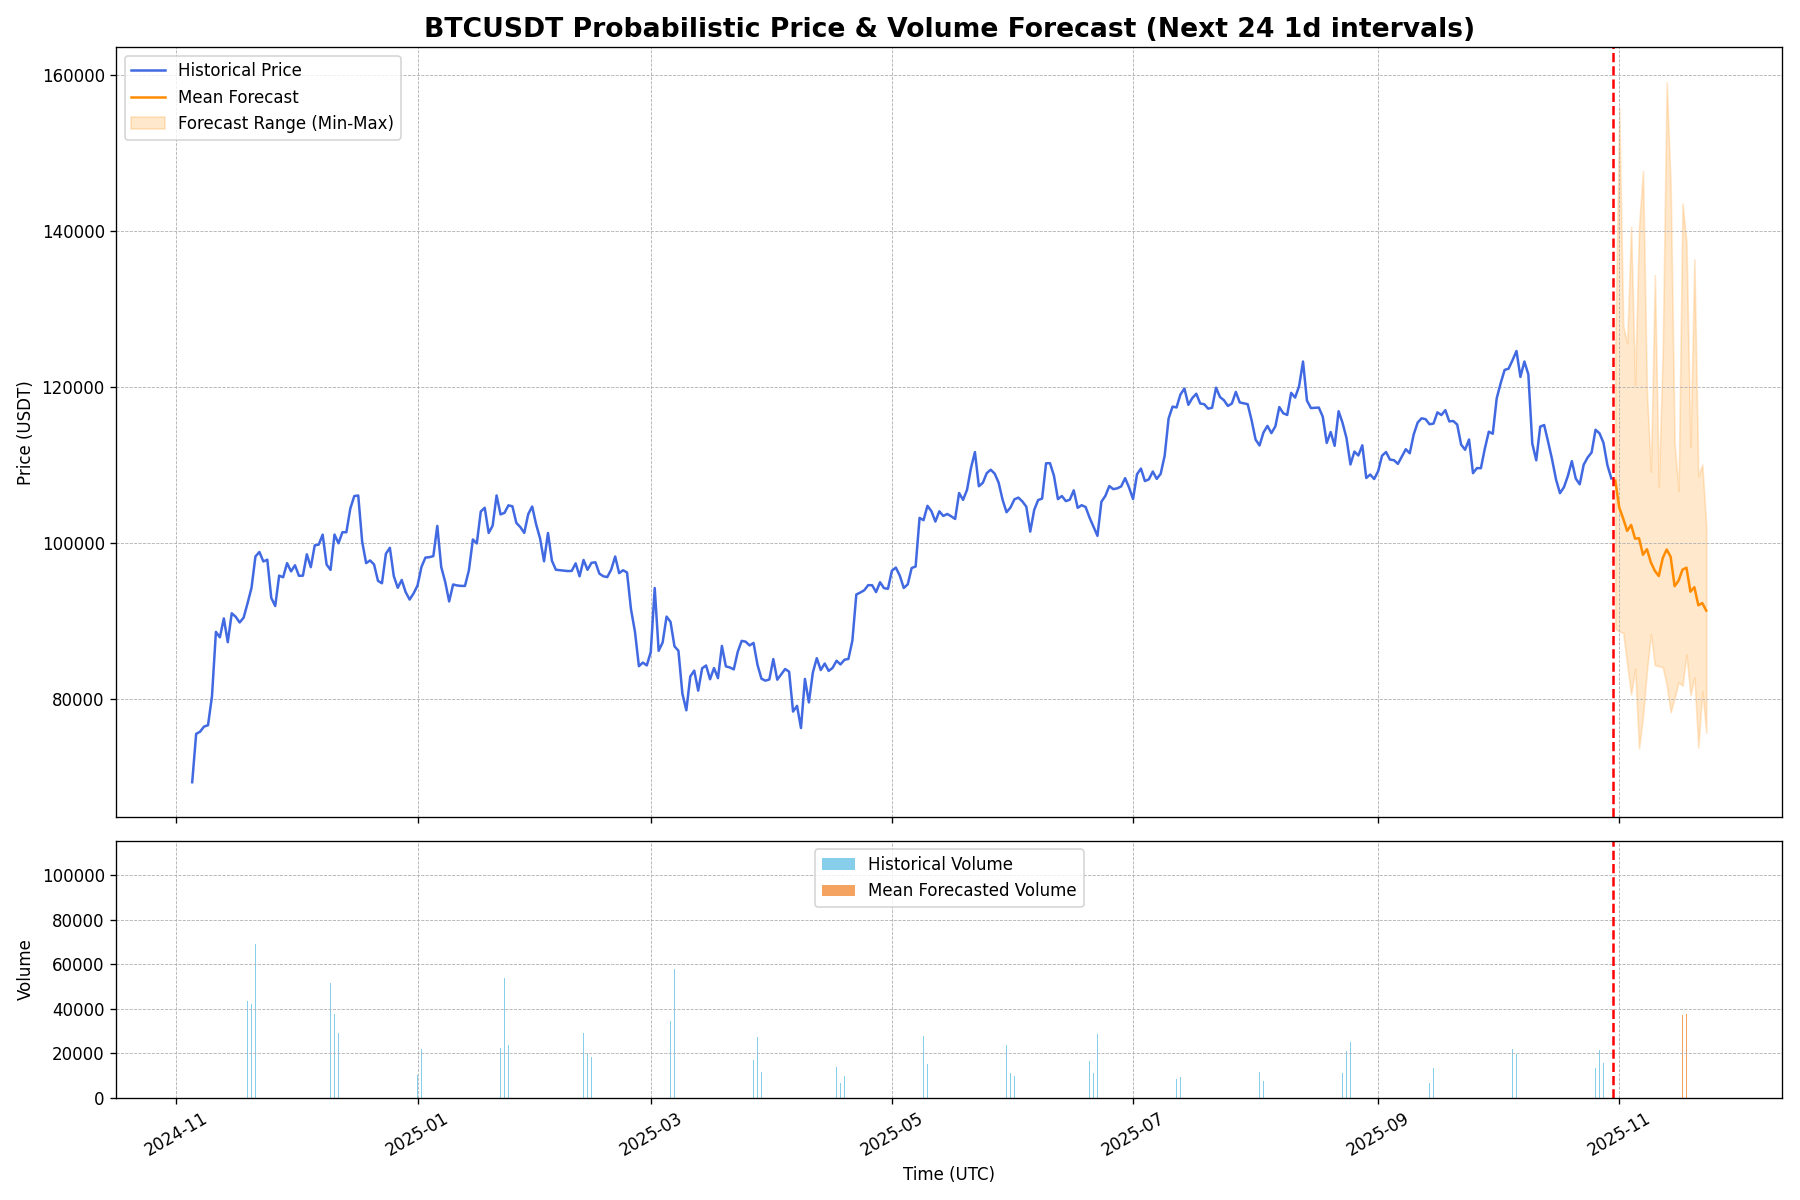 BTCUSDT Probabilistic Price & Volume Forecast (Next 24 1d intervals)
Historical Price
Mean Forecast
Forecast Range (Min-Max)
160000
140000
120000
100000
80000
Price (USDT)
Historical Volume
Mean Forecasted Volume
100000
80000
60000
40000
20000
0
Volume
2024-11
2025-01
2025-03
2025-05
2025-07
2025-09
2025-11
Time (UTC)